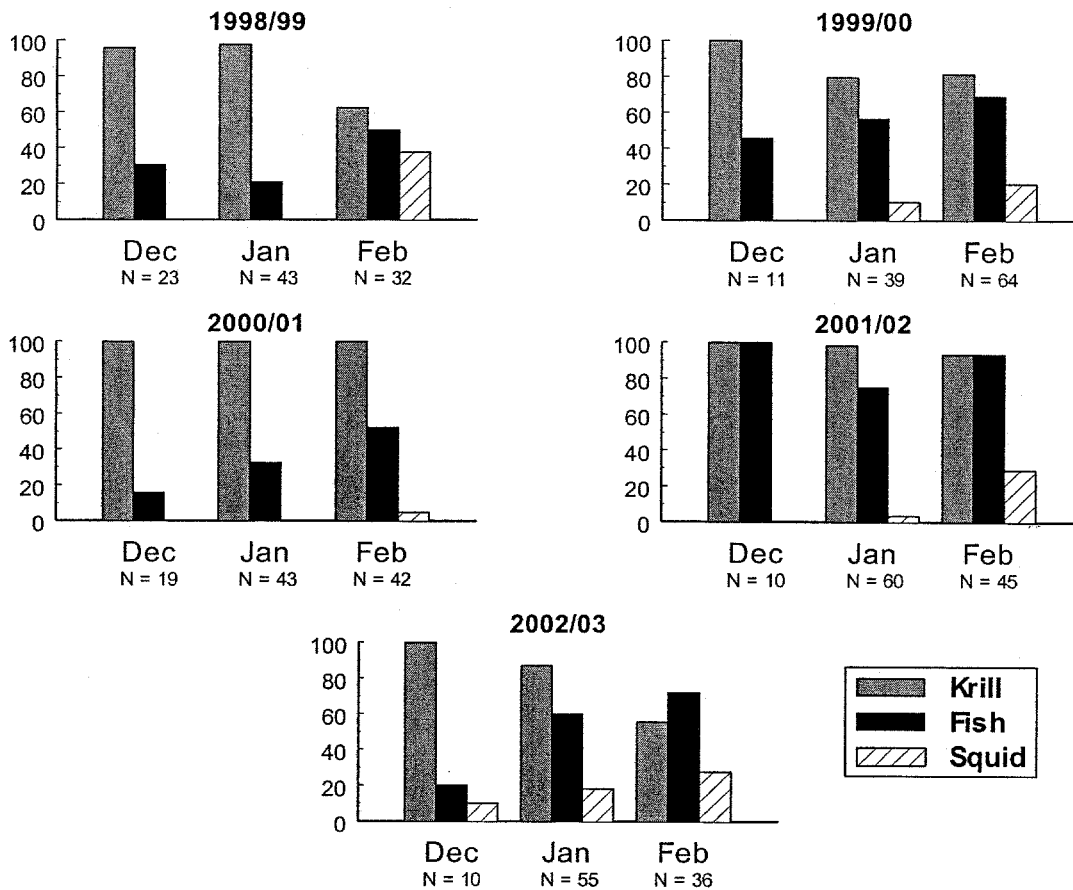 1998/99
100
80
60
40
20
0
Dec Jan Feb
N = 23 N = 43 N = 32
1999/00
100
80
60
40
20
0
Dec Jan Feb
N = 11 N = 39 N = 64
2000/01
100
80
60
40
20
0
Dec Jan Feb
N = 19 N = 43 N = 42
2001/02
100
80
60
40
20
0
Dec Jan Feb
N = 10 N = 60 N = 45
2002/03
100
80
60
40
20
0
Dec Jan Feb
N = 10 N = 55 N = 36
Krill
Fish
Squid